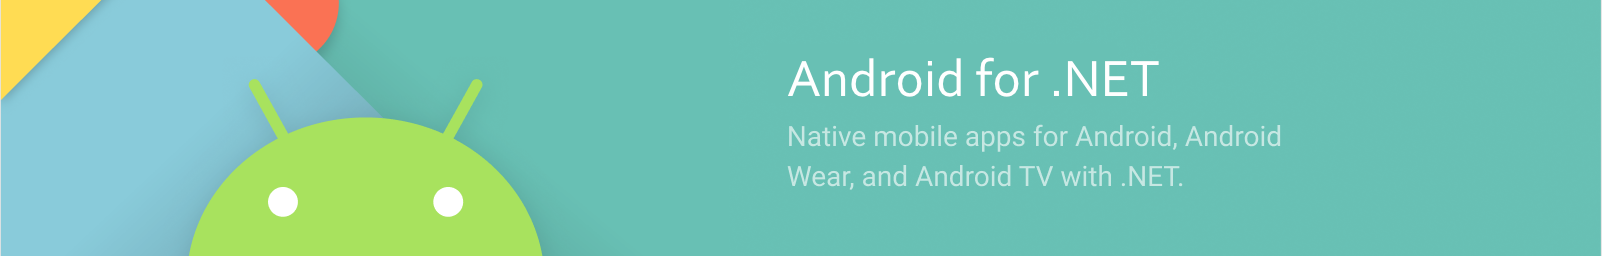 Android for .NET
Native mobile apps for Android, Android
Wear, and Android TV with .NET.